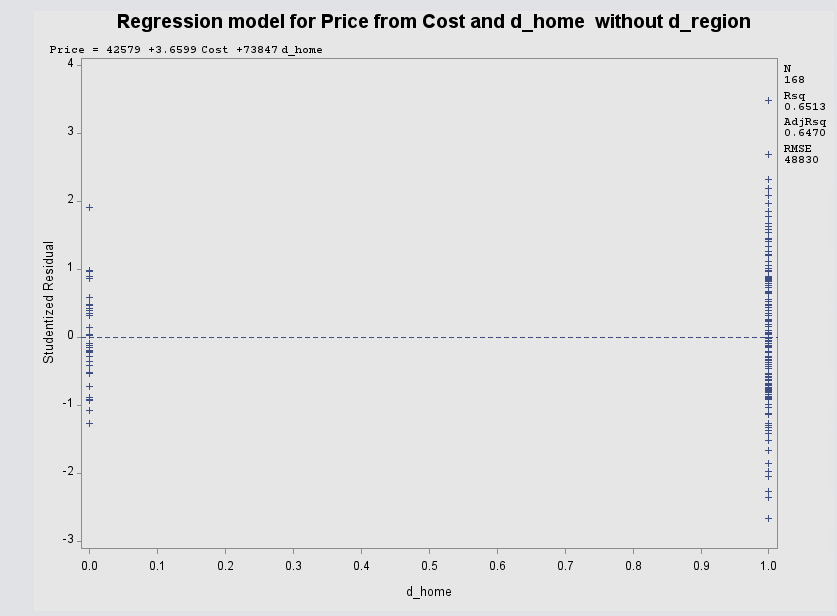 Regression model for Price from Cost and d_home without d_region
Price = 42579 +3.6599 Cost +73847 d_home
N
168
Rsq
0.6513
AdjRsq
0.6470
RMSE
48830
4
3
2
1
0
-1
-2
-3
Studentized Residual
0.0 0.1 0.2 0.3 0.4 0.5 0.6 0.7 0.8 0.9 1.0
d_home